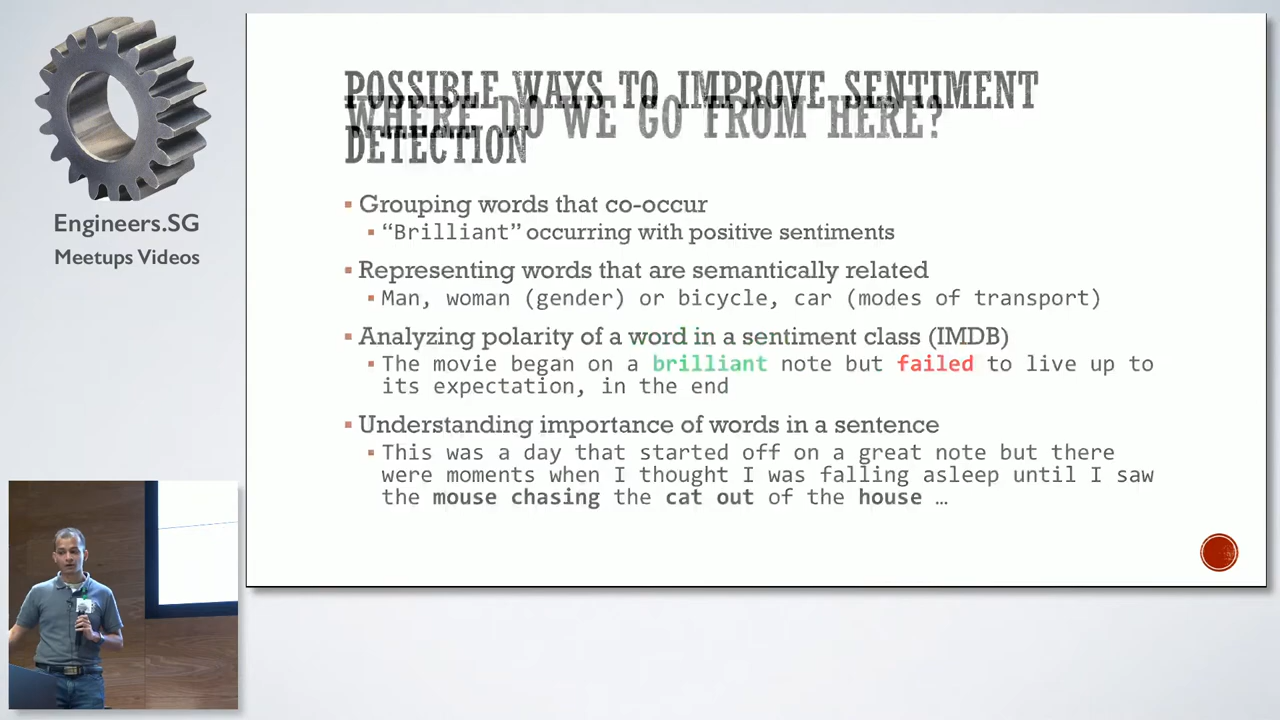 Engineers.SG
Meetups Videos
POSSIBLE WAYS TO IMPROVE SENTIMENT
WHERE DO WE GO FROM HERE?
DETECTION
▪ Grouping words that co-occur
▪ “Brilliant” occurring with positive sentiments
▪ Representing words that are semantically related
▪ Man, woman (gender) or bicycle, car (modes of transport)
▪ Analyzing polarity of a word in a sentiment class (IMDB)
▪ The movie began on a brilliant note but failed to live up to
its expectation, in the end
▪ Understanding importance of words in a sentence
▪ This was a day that started off on a great note but there
were moments when I thought I was falling asleep until I saw
the mouse chasing the cat out of the house …